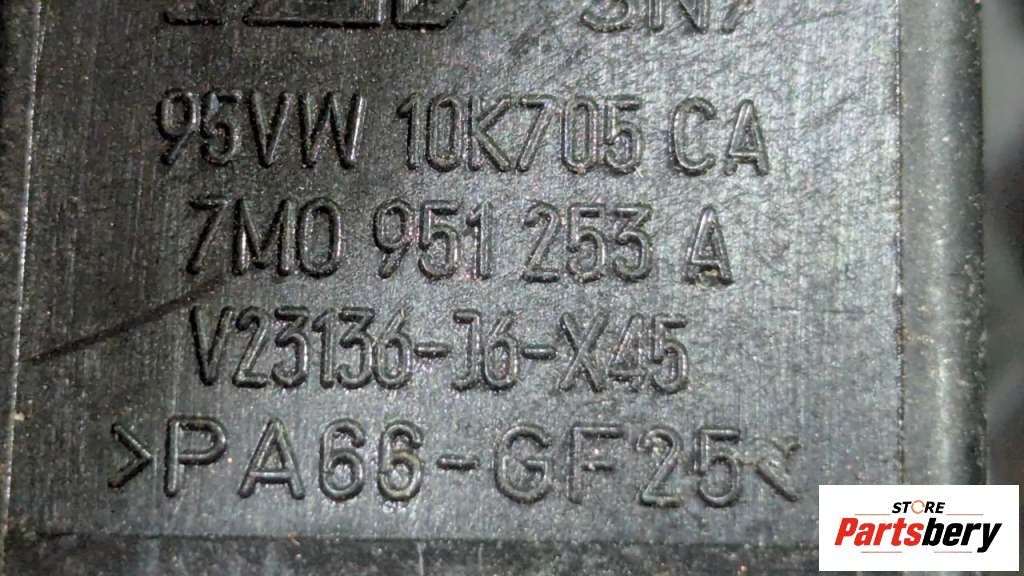 95VW 10K705 CA
7M0 951 253 A
V23136-J6-X45
>PA66-GF25<
STORE
Partsbery